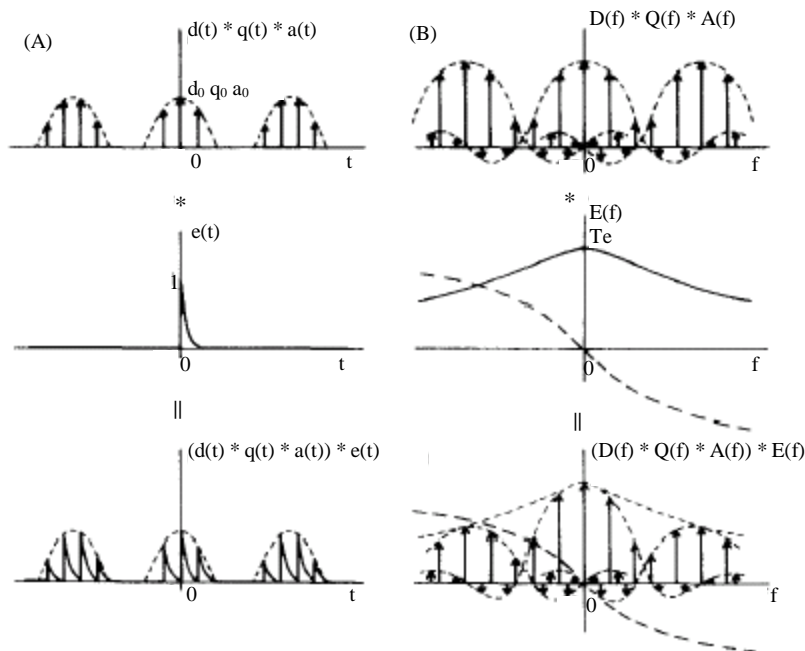 (A)
d(t) * q(t) * a(t)
d₀ q₀ a₀
0
t
*
e(t)
1
0
t
||
(d(t) * q(t) * a(t)) * e(t)
0
t
(B)
D(f) * Q(f) * A(f)
0
f
*
E(f)
Te
0
f
||
(D(f) * Q(f) * A(f)) * E(f)
0
f